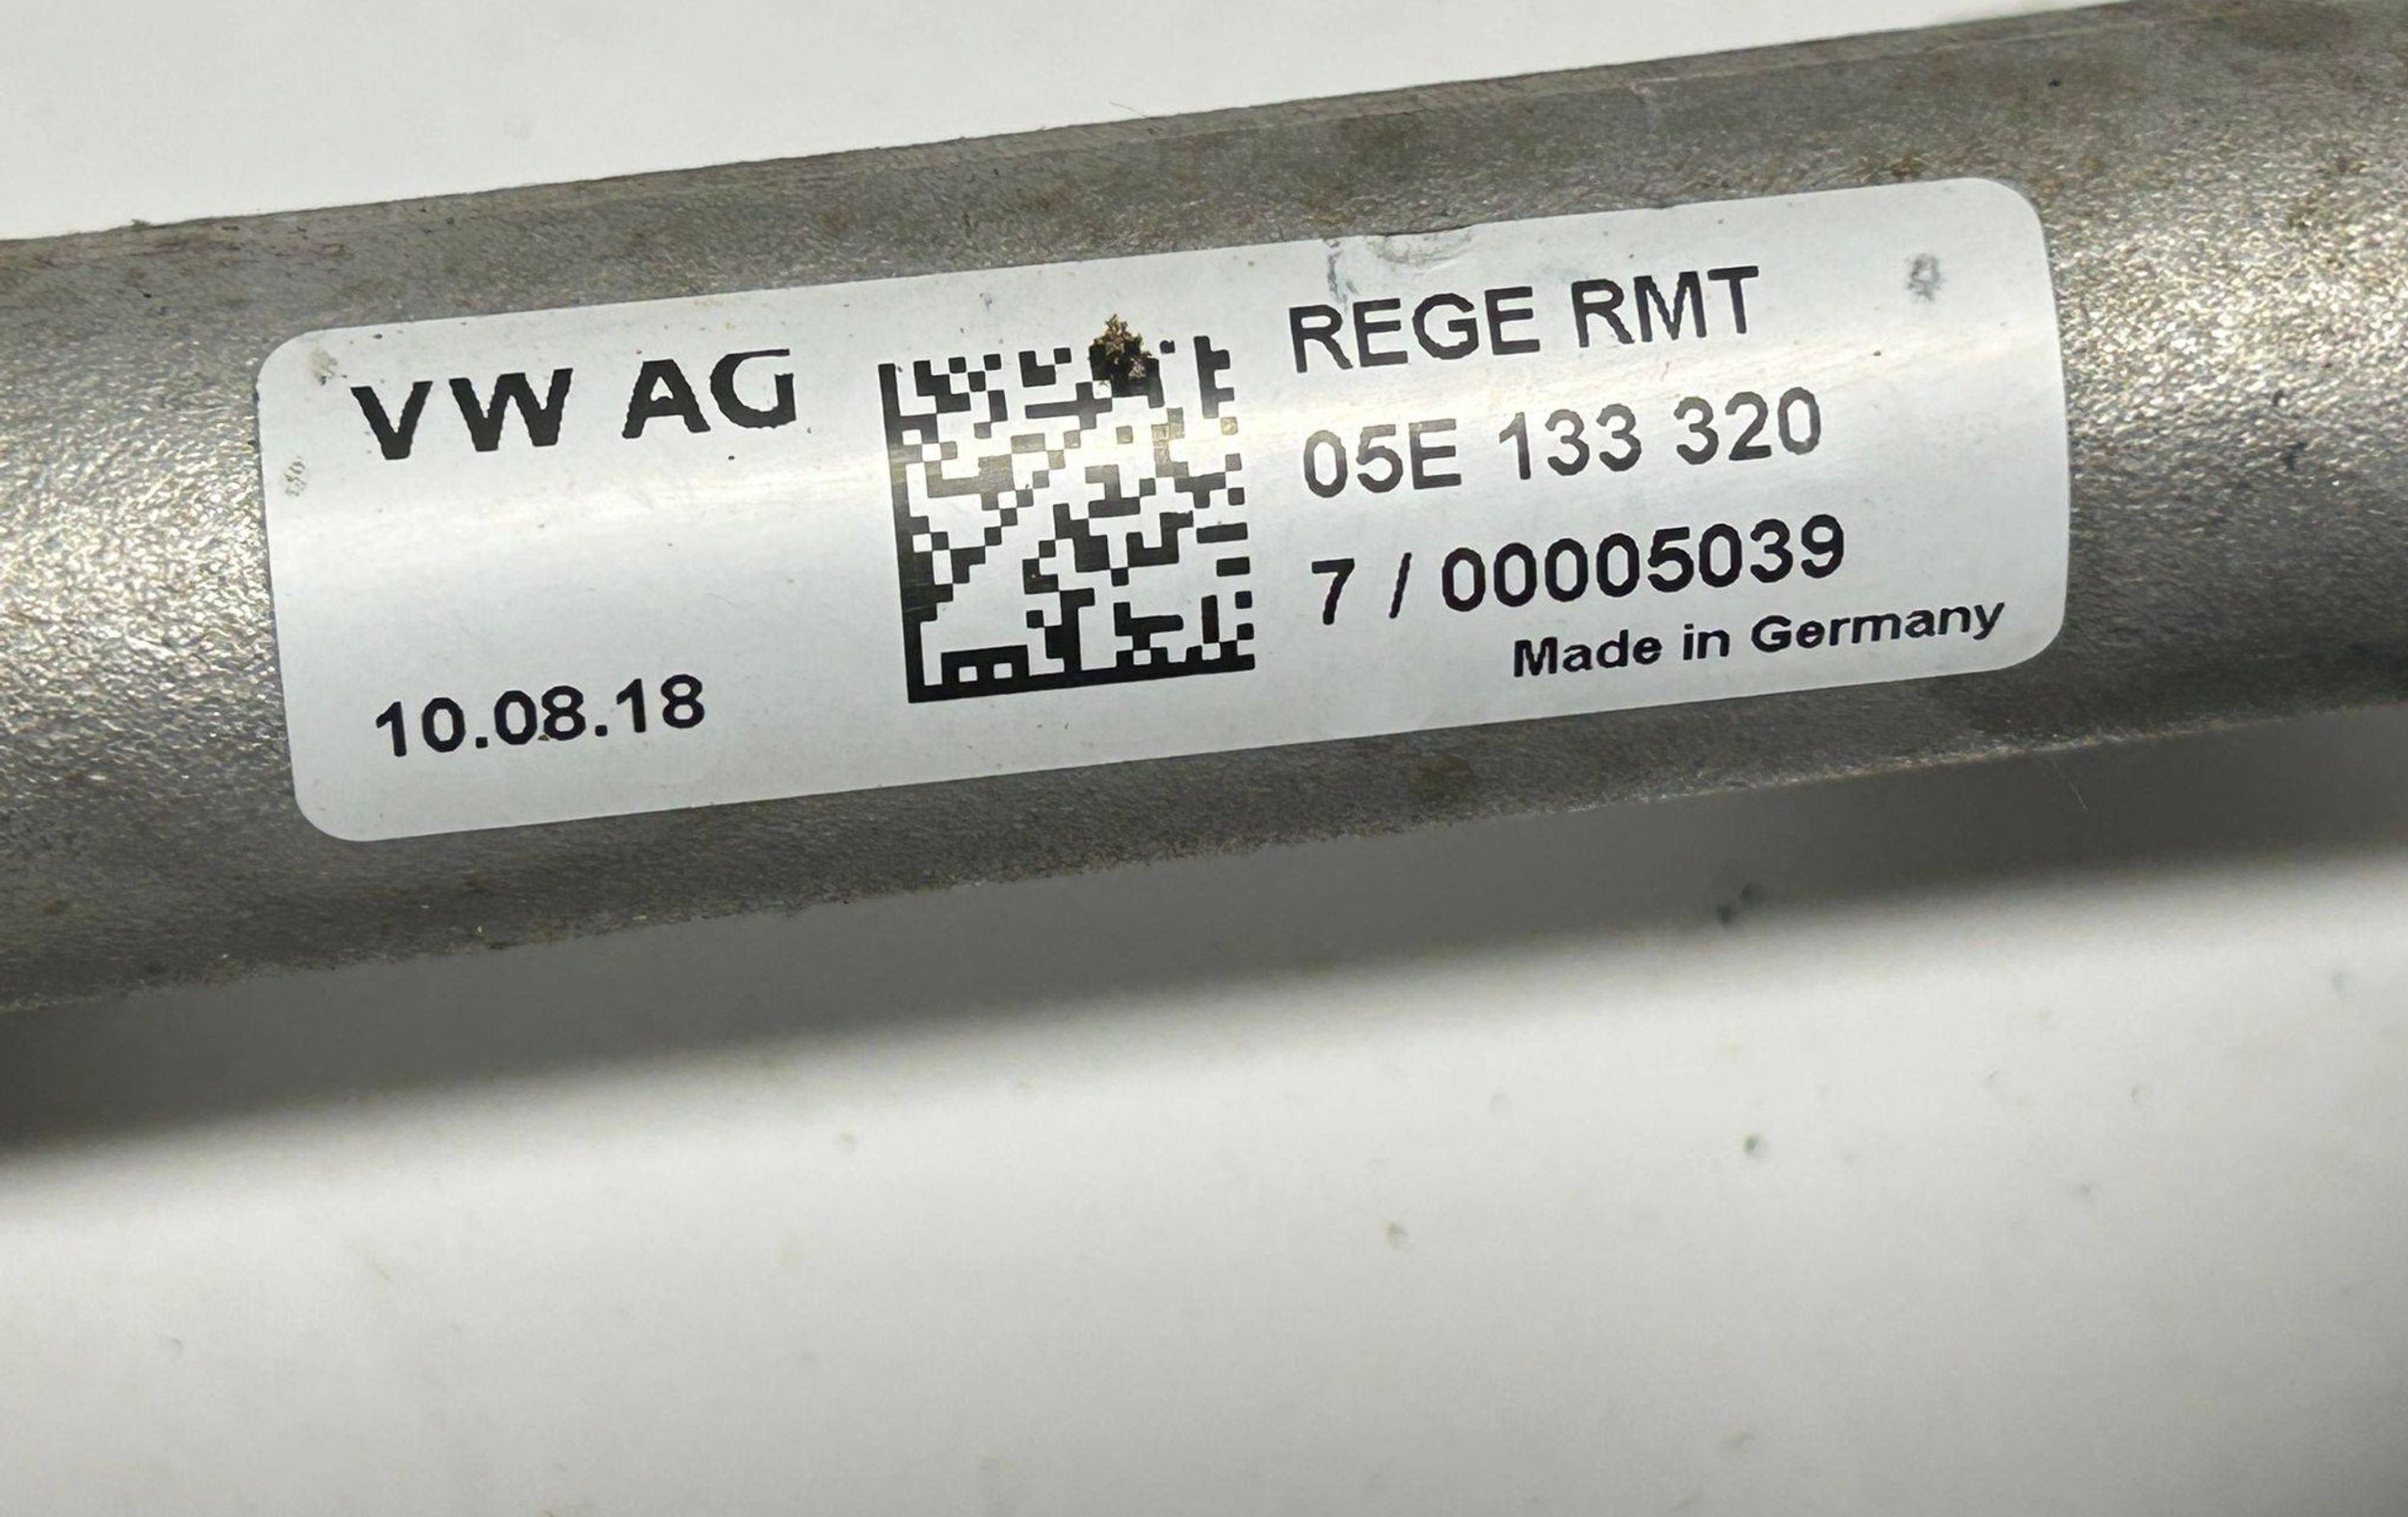 VW AG
10.08.18
REGE RMT
05E 133 320
7 / 00005039
Made in Germany